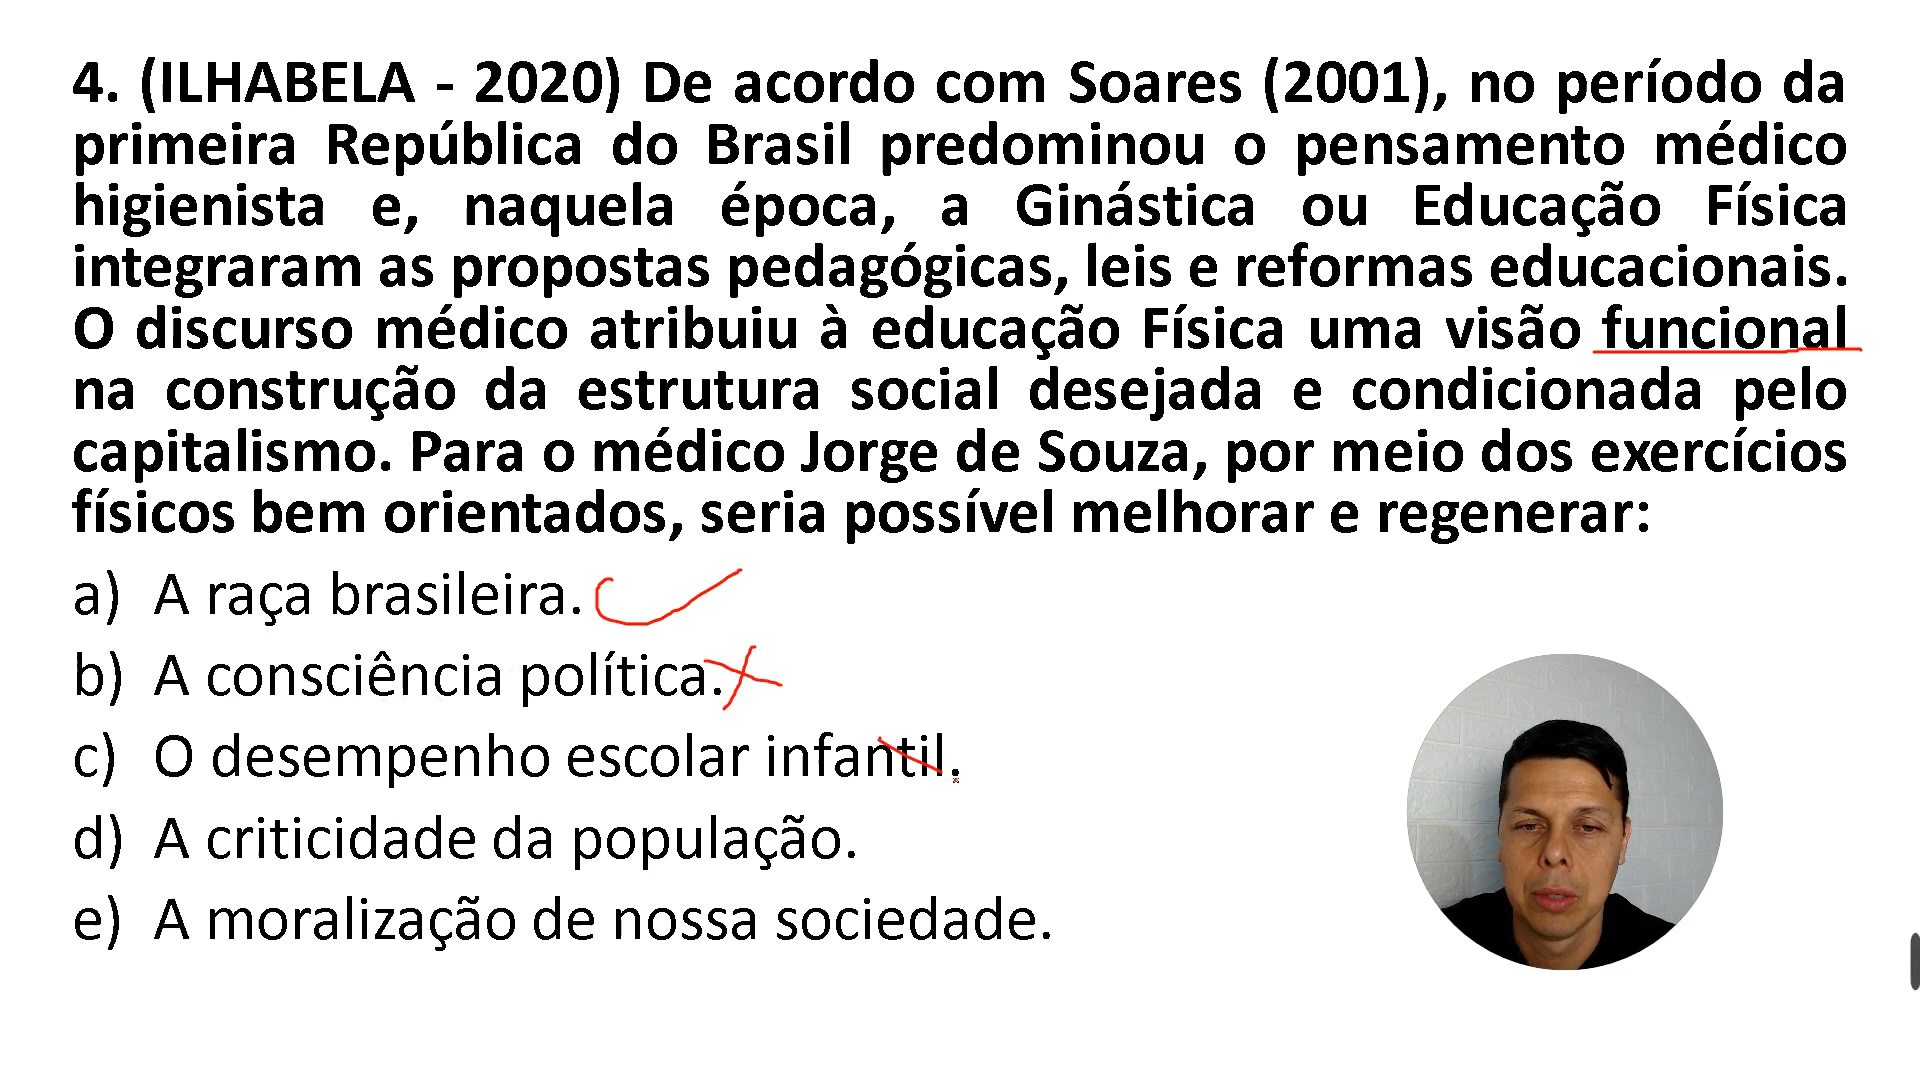 4. (ILHABELA - 2020) De acordo com Soares (2001), no período da
primeira República do Brasil predominou o pensamento médico
higienista e, naquela época, a Ginástica ou Educação Física
integraram as propostas pedagógicas, leis e reformas educacionais.
O discurso médico atribuiu à educação Física uma visão funcional
na construção da estrutura social desejada e condicionada pelo
capitalismo. Para o médico Jorge de Souza, por meio dos exercícios
físicos bem orientados, seria possível melhorar e regenerar:
a) A raça brasileira.
b) A consciência política.
c) O desempenho escolar infantil.
d) A criticidade da população.
e) A moralização de nossa sociedade.